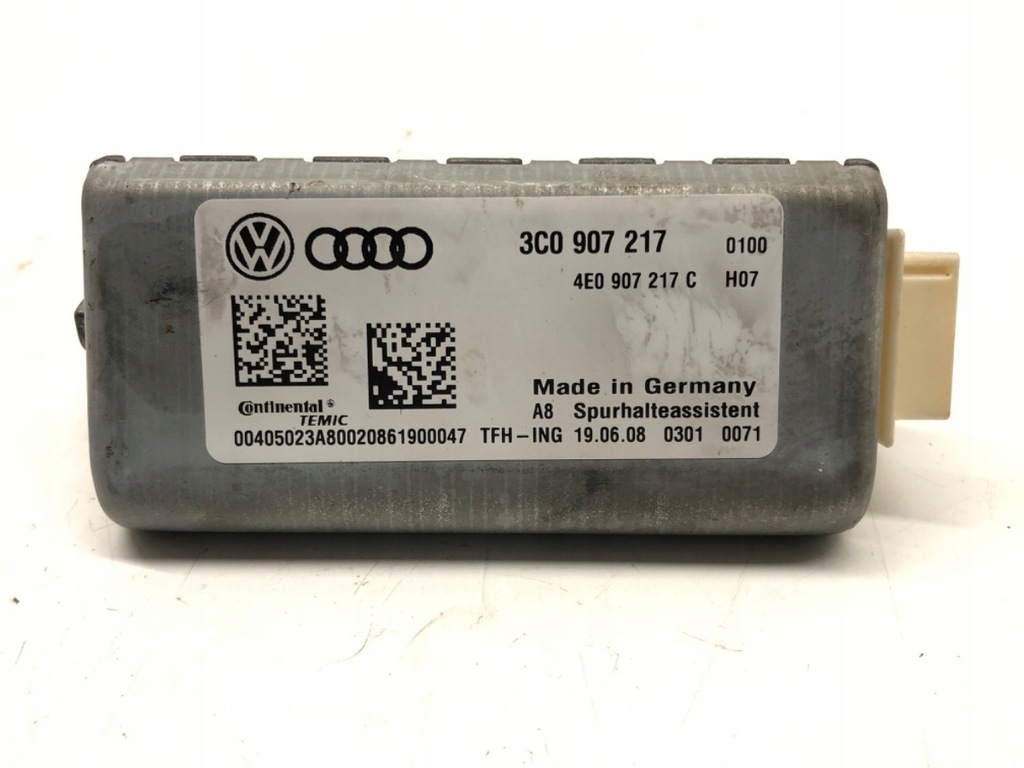 3C0 907 217 0100
4E0 907 217 C H07
Made in Germany
Continental
TEMIC
A8 Spurhalteassistent
00405023A80020861900047 TFH-ING 19.06.08 0301 0071